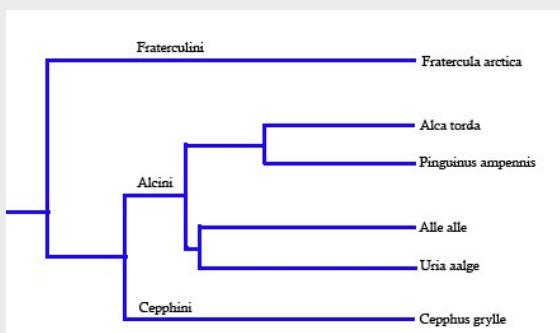 Fraterculini
Fratercula arctica
Alca torda
Pinguinus ampennis
Alcini
Alle alle
Uria aalge
Cepphini
Cepphus grylle